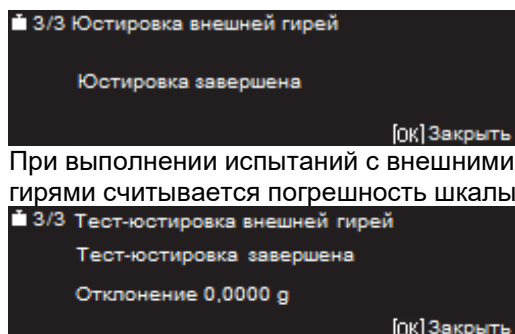 3/3 Юстировка внешней гирей
Юстировка завершена
[OK] Закрыть
При выполнении испытаний с внешними
гирями считывается погрешность шкалы
3/3 Тест-юстировка внешней гирей
Тест-юстировка завершена
Отклонение 0,0000 g
[OK] Закрыть